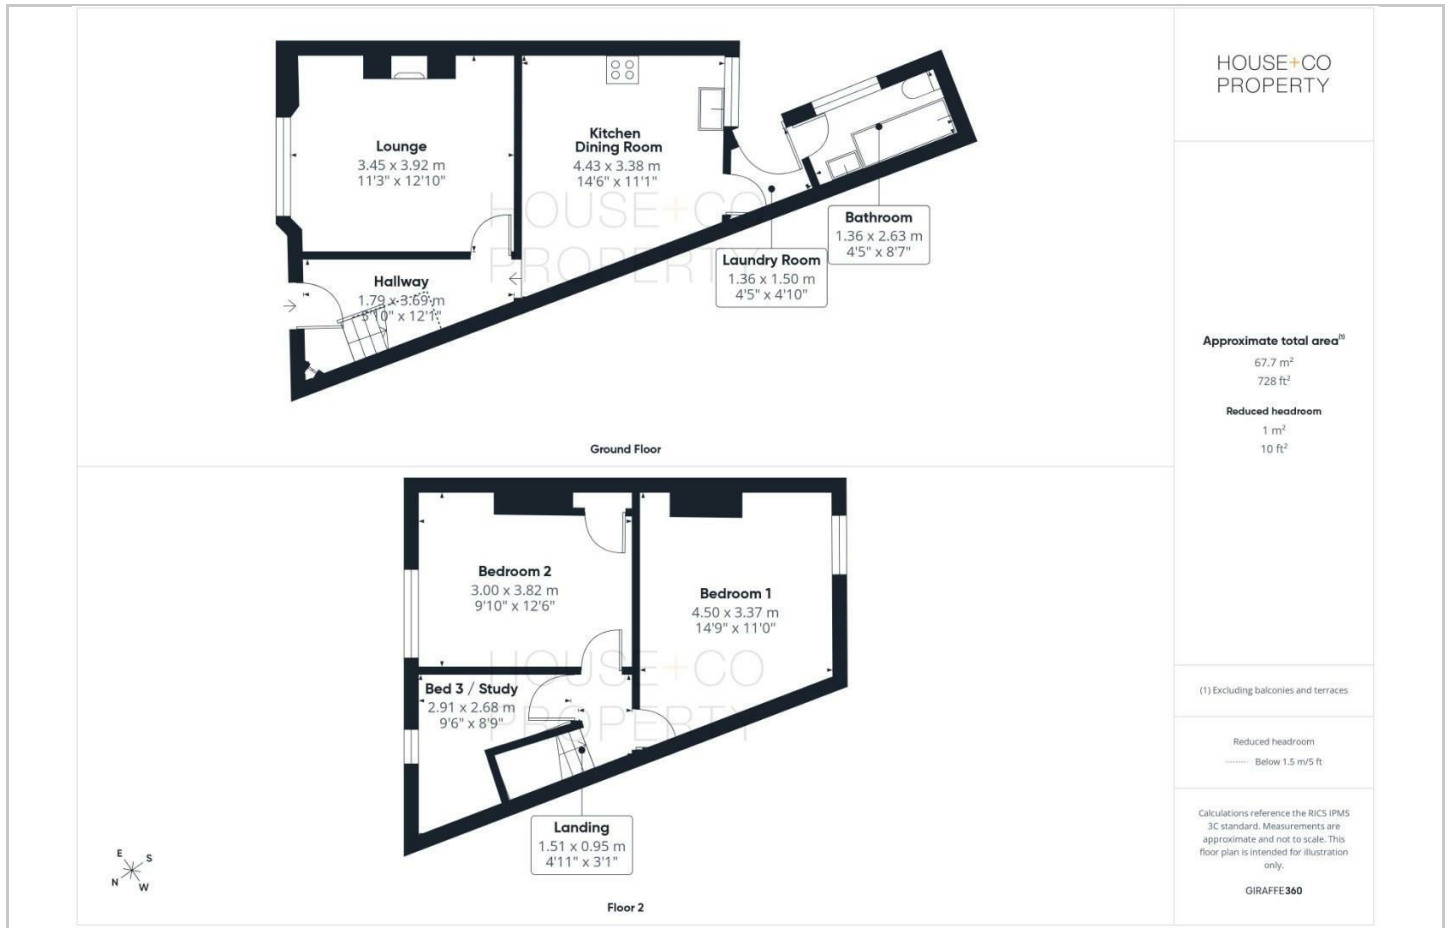 HOUSE+CO
PROPERTY
Lounge
3.45 x 3.92 m
11'3" x 12'10"
Kitchen
Dining Room
4.43 x 3.38 m
14'6" x 11'1"
Bathroom
1.36 x 2.63 m
4'5" x 8'7"
Laundry Room
1.36 x 1.50 m
4'5" x 4'10"
Hallway
1.79 x 3.69 m
5'10" x 12'1"
HOUSE+CO
PROPERTY
Ground Floor
Approximate total area(1)
67.7 m²
728 ft²
Reduced headroom
1 m²
10 ft²
Bedroom 2
3.00 x 3.82 m
9'10" x 12'6"
Bedroom 1
4.50 x 3.37 m
14'9" x 11'0"
Bed 3 / Study
2.91 x 2.68 m
9'6" x 8'9"
HOUSE+CO
PROPERTY
Landing
1.51 x 0.95 m
4'11" x 3'1"
E
S
N
W
Floor 2
(1) Excluding balconies and terraces
Reduced headroom
Below 1.5 m/5 ft
Calculations reference the RICS IPMS
3C standard. Measurements are
approximate and not to scale. This
floor plan is intended for illustration
only.
GIRAFFE360